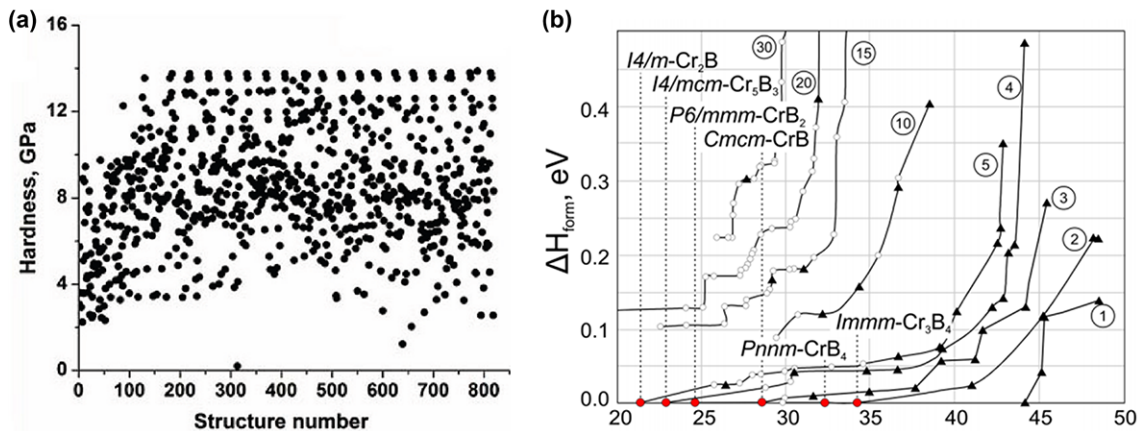 (a)
16
12
8
4
0
Hardness, GPa
0 100 200 300 400 500 600 700 800
Structure number
(b)
ΔH_form, eV
0.4
0.3
0.2
0.1
0.0
20 25 30 35 40 45 50
I4/m-Cr₂B
I4/mcm-Cr₅B₃
P6/mmm-CrB₂
Cmcm-CrB
Pnnm-CrB₄
Immm-Cr₃B₄
30
20
15
10
5
4
3
2
1